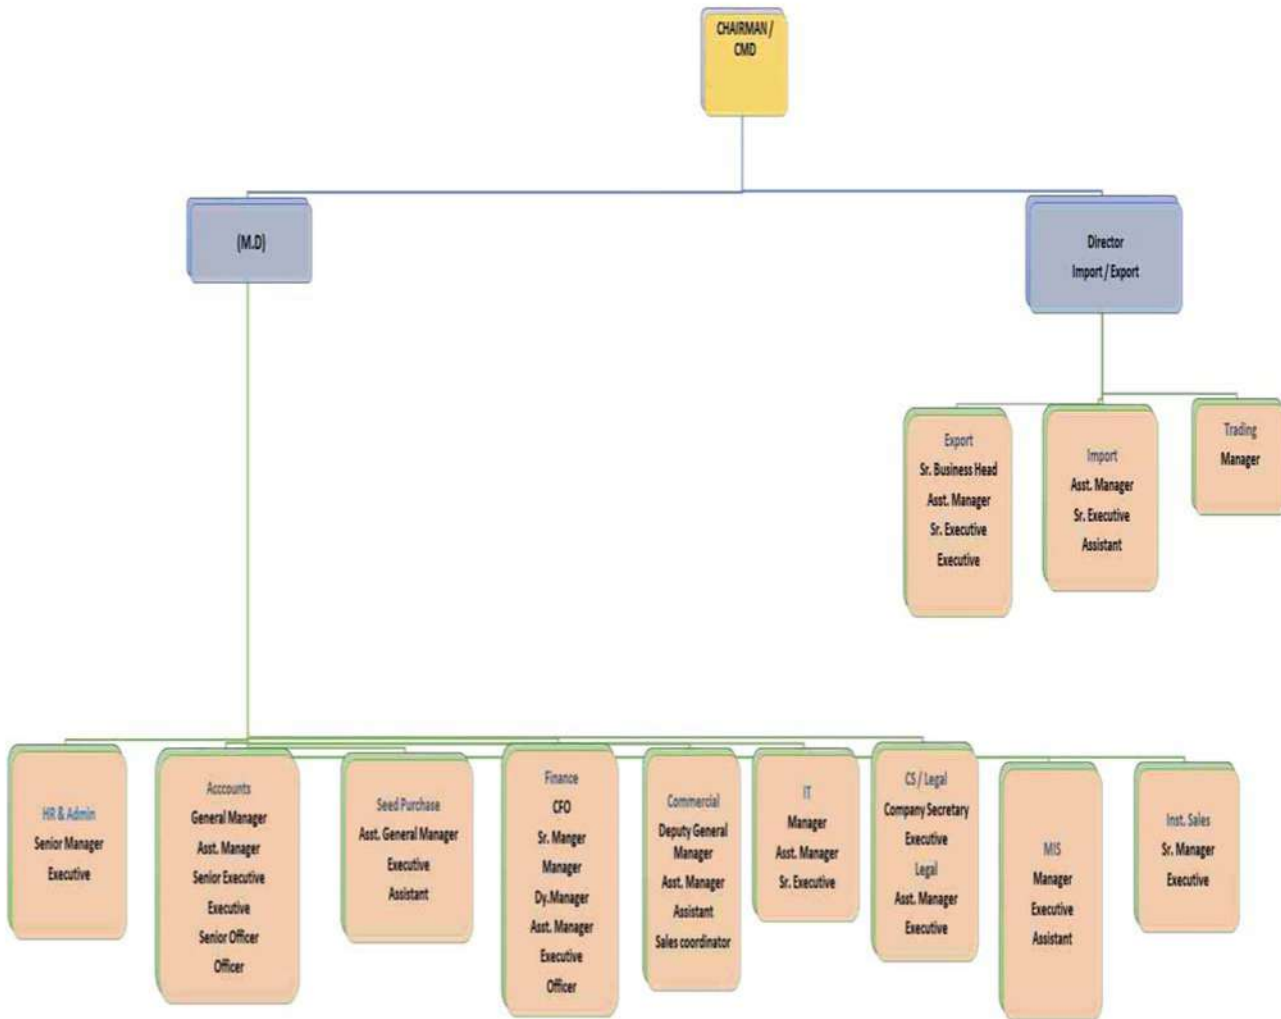 CHAIRMAN /
CMD
(M.D)
Director
Import / Export
Export
Sr. Business Head
Asst. Manager
Sr. Executive
Executive
Import
Asst. Manager
Sr. Executive
Assistant
Trading
Manager
HR & Admin
Senior Manager
Executive
Acccounts
General Manager
Asst. Manager
Senior Executive
Executive
Senior Officer
Officer
Seed Purchase
Asst. General Manager
Executive
Assistant
Finance
CFO
Sr. Manger
Manager
Dy.Manager
Asst. Manager
Executive
Officer
Commercial
Deputy General
Manager
Asst. Manager
Assistant
Sales coordinator
IT
Manager
Asst. Manager
Sr. Executive
CS / Legal
Company Secretary
Executive
Legal
Asst. Manager
Executive
MIS
Manager
Executive
Assistant
Inst. Sales
Sr. Manager
Executive